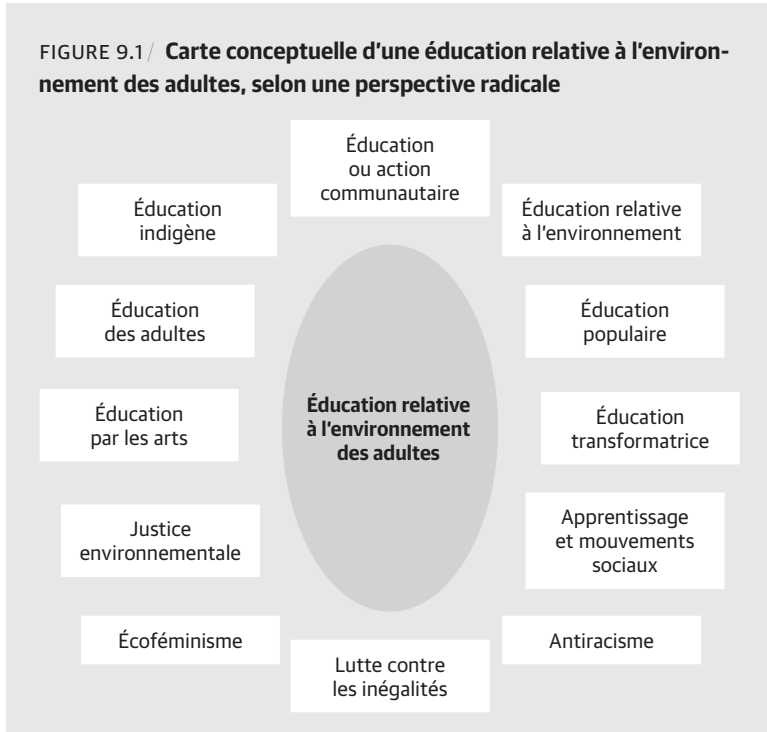 FIGURE 9.1 / Carte conceptuelle d'une éducation relative à l'environ-
nement des adultes, selon une perspective radicale
Éducation
ou action
communautaire
Éducation
indigène
Éducation relative
à l'environnement
Éducation
des adultes
Éducation
populaire
Éducation
par les arts
Éducation relative
à l'environnement
des adultes
Éducation
transformatrice
Justice
environnementale
Apprentissage
et mouvements
sociaux
Écoféminisme
Lutte contre
les inégalités
Antiracisme